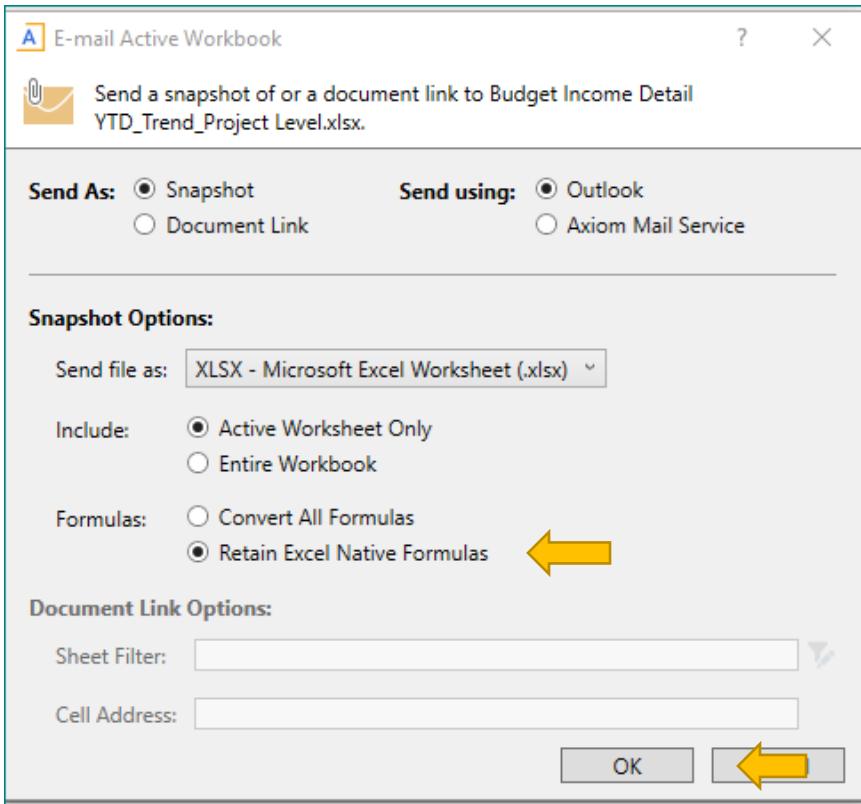 A E-mail Active Workbook ?
Send a snapshot of or a document link to Budget Income Detail
YTD_Trend_Project Level.xlsx.
Send As: Snapshot Send using: Outlook
Document Link Axiom Mail Service
Snapshot Options:
Send file as: XLSX - Microsoft Excel Worksheet (.xlsx)
Include: Active Worksheet Only
Entire Workbook
Formulas: Convert All Formulas
Retain Excel Native Formulas
Document Link Options:
Sheet Filter:
Cell Address:
OK